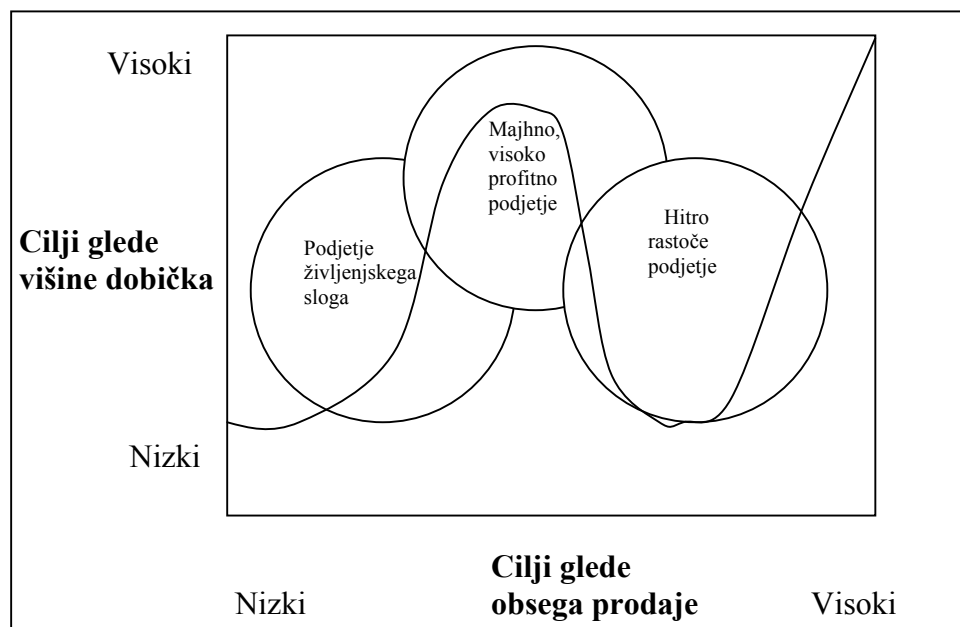 Visoki
Majhno,
visoko
profitno
podjetje
Hitro
rastoče
podjetje
Cilji glede
višine dobička
Podjetje
življenjskega
sloga
Nizki
Cilji glede
obsega prodaje
Nizki
Visoki